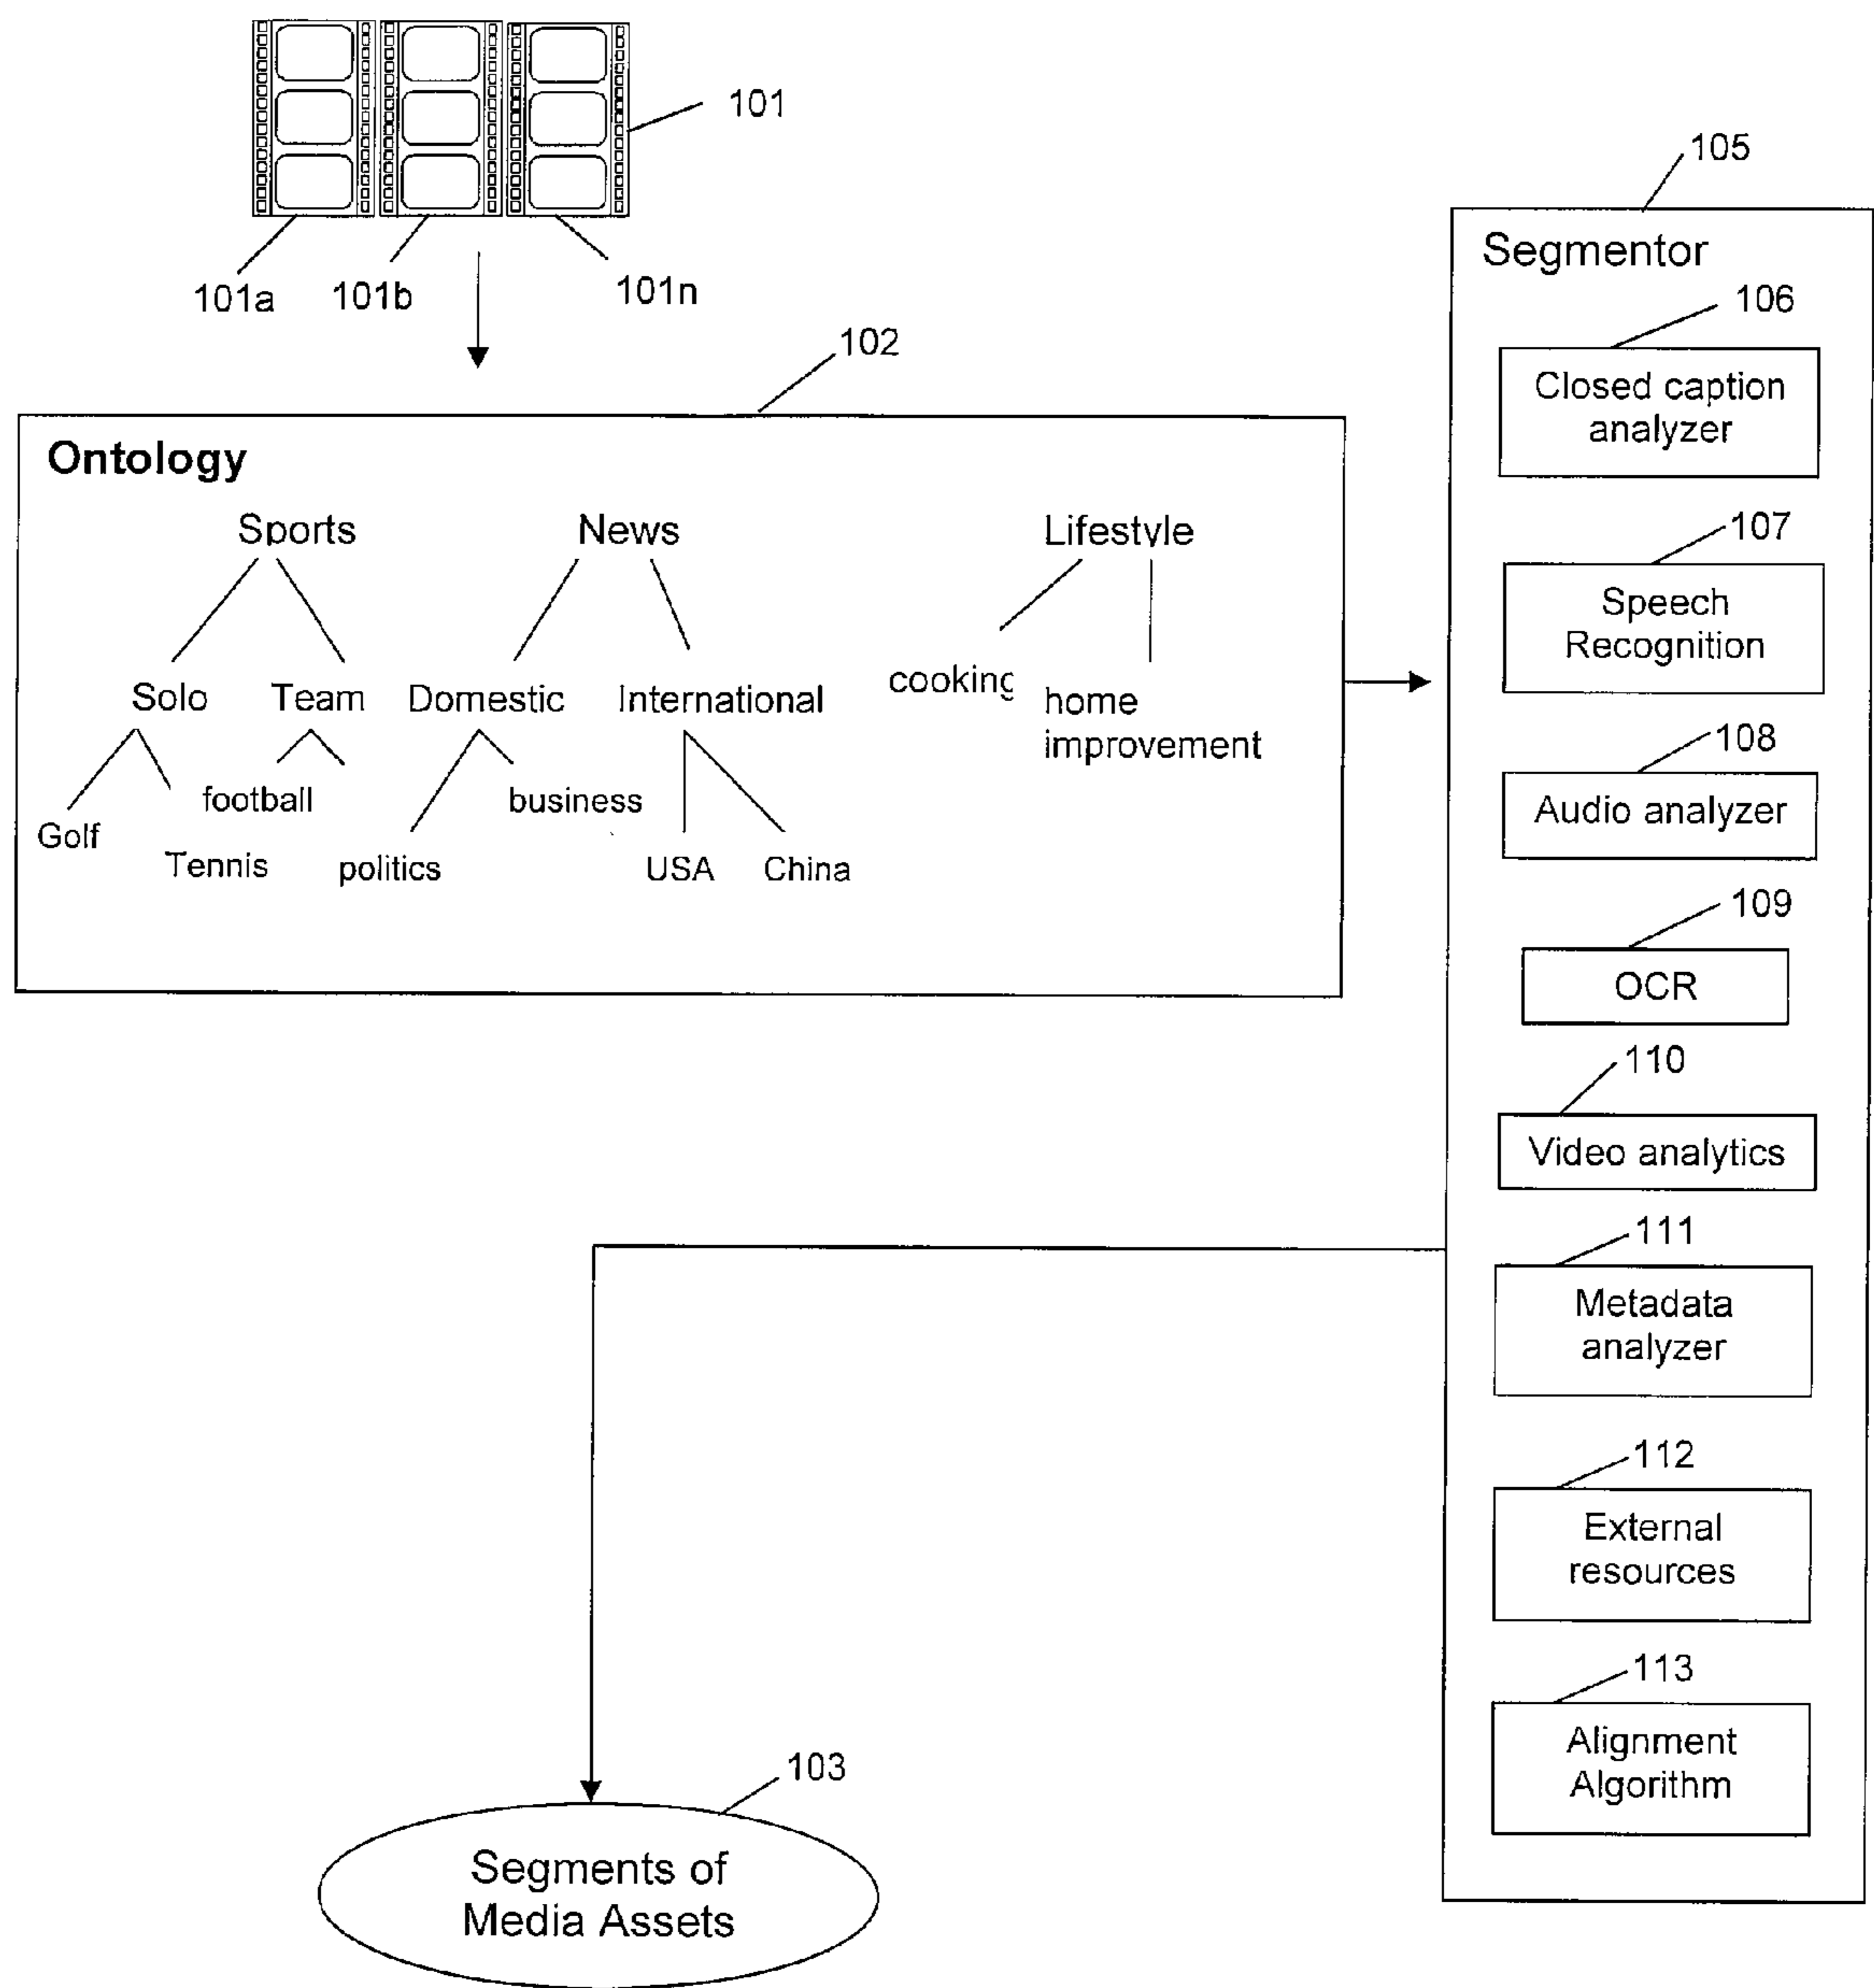 101
101a
101b
101n
102
Ontology
Sports
News
Lifestyle
Solo
Team
Domestic
International
cooking
home
improvement
Golf
Tennis
football
politics
business
USA
China
105
Segmentor
106
Closed caption
analyzer
107
Speech
Recognition
108
Audio analyzer
109
OCR
110
Video analytics
111
Metadata
analyzer
112
External
resources
113
Alignment
Algorithm
103
Segments of
Media Assets